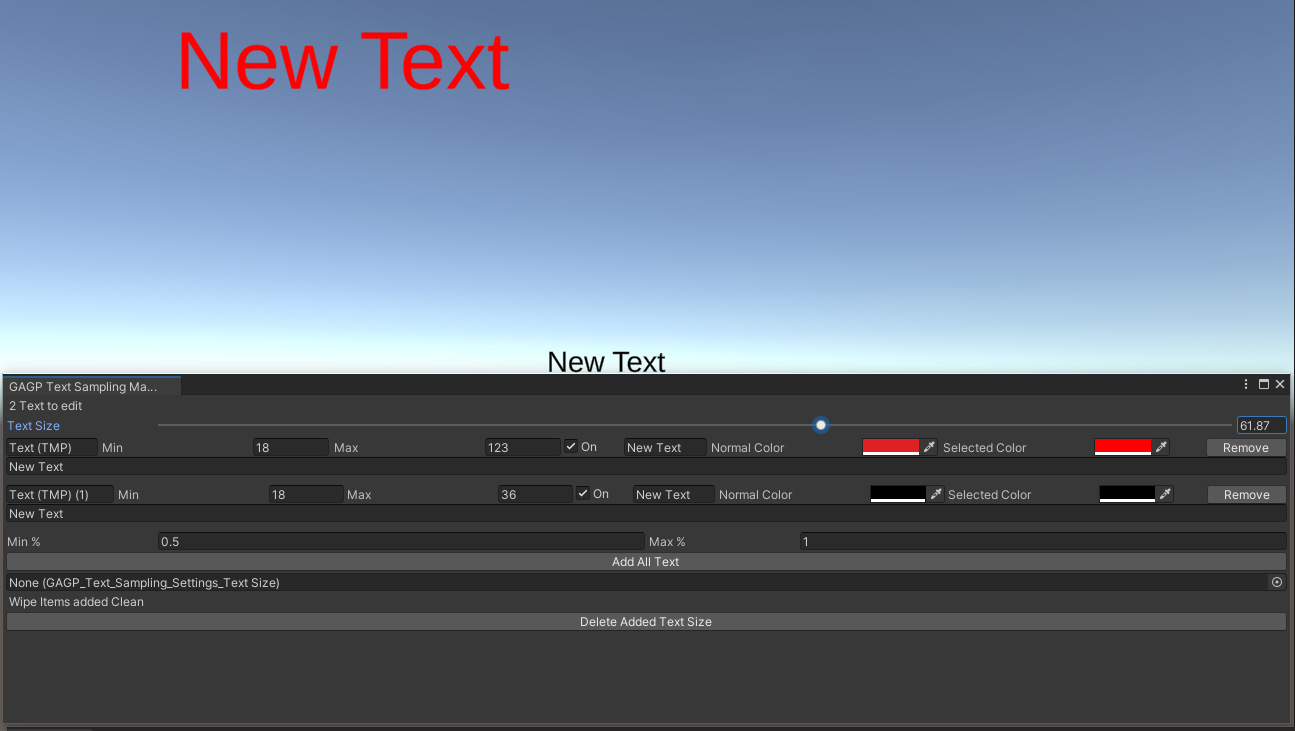 New Text
New Text
GAGP Text Sampling Ma...
2 Text to edit
Text Size 61.87
Text (TMP) Min 18 Max 123 On New Text Normal Color Selected Color Remove
New Text
Text (TMP) (1) Min 18 Max 36 On New Text Normal Color Selected Color Remove
New Text
Min % 0.5 Max % 1
Add All Text
None (GAGP_Text_Sampling_Settings_Text Size)
Wipe Items added Clean
Delete Added Text Size